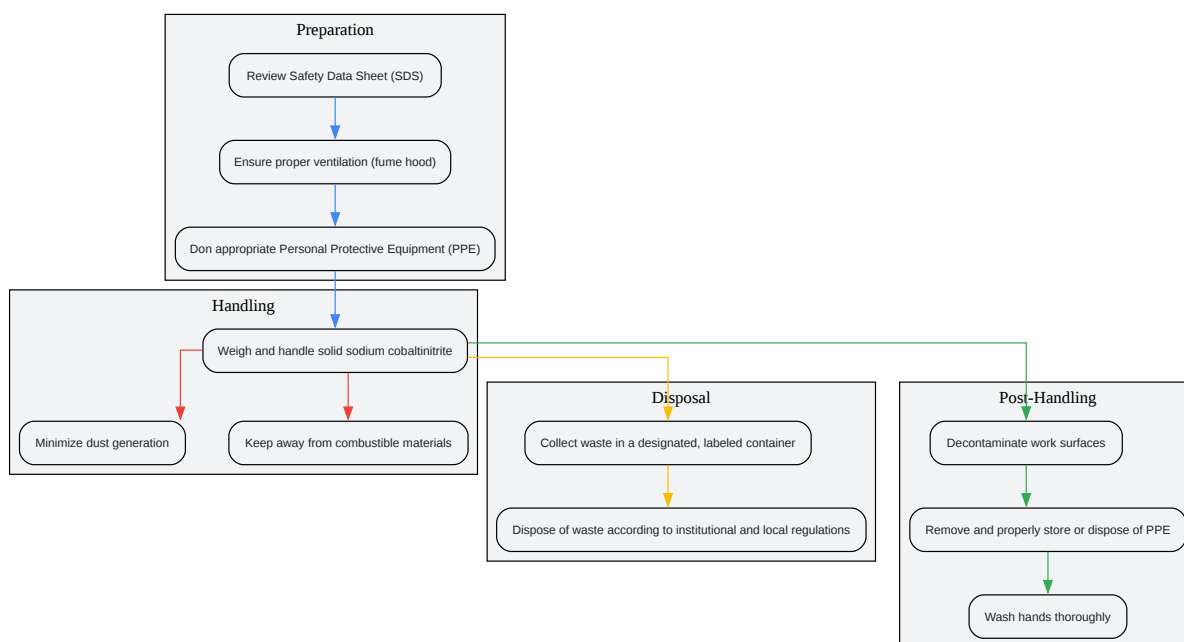 Preparation
Review Safety Data Sheet (SDS)
Ensure proper ventilation (fume hood)
Don appropriate Personal Protective Equipment (PPE)
Handling
Weigh and handle solid sodium cobaltinitrite
Minimize dust generation
Keep away from combustible materials
Disposal
Collect waste in a designated, labeled container
Dispose of waste according to institutional and local regulations
Post-Handling
Decontaminate work surfaces
Remove and properly store or dispose of PPE
Wash hands thoroughly